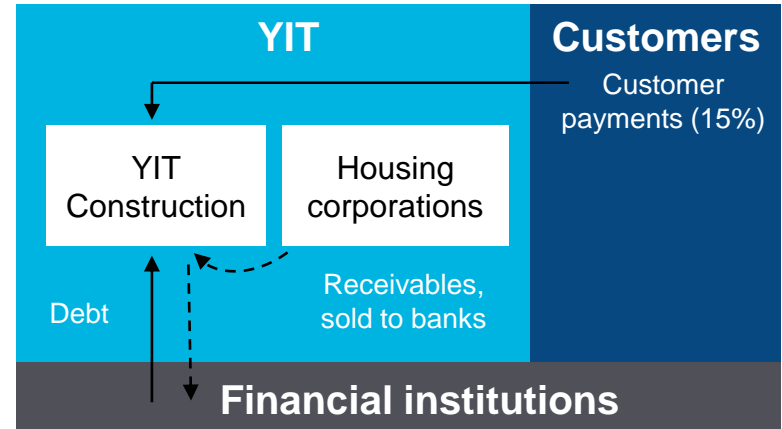 YIT
Customers
Customer
payments (15%)
YIT
Construction
Housing
corporations
Debt
Receivables,
sold to banks
Financial institutions